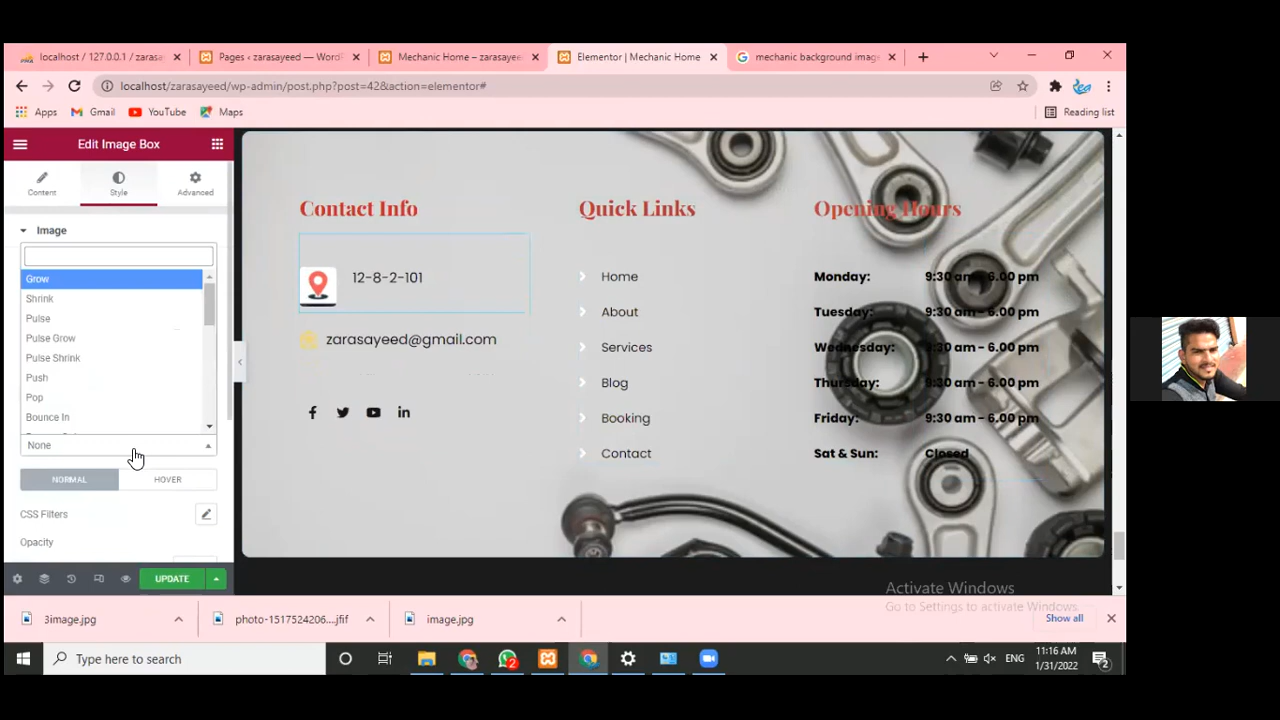 localhost / 127.0.0.1 / zaras
Pages ‹ zarasayeed — WordP
Mechanic Home – zarasayee
Elementor | Mechanic Home
mechanic background imag
localhost/zarasayeed/wp-admin/post.php?post=42&action=elementor#
Apps
Gmail
YouTube
Maps
Reading list
Edit Image Box
Content
Style
Advanced
Image
Grow
Shrink
Pulse
Pulse Grow
Pulse Shrink
Push
Pop
Bounce In
None
NORMAL
HOVER
CSS Filters
Opacity
UPDATE
Contact Info
12-8-2-101
zarasayeed@gmail.com
Quick Links
Home
About
Services
Blog
Booking
Contact
Opening Hours
Monday: 9:30 am - 6.00 pm
Tuesday: 9:30 am - 6.00 pm
Wednesday: 9:30 am - 6.00 pm
Thursday: 9:30 am - 6.00 pm
Friday: 9:30 am - 6.00 pm
Sat & Sun: Closed
Activate Windows
Go to Settings to activate Windows.
3image.jpg
photo-1517524206....jfif
image.jpg
Show all
Type here to search
2
ENG
11:16 AM
1/31/2022
2